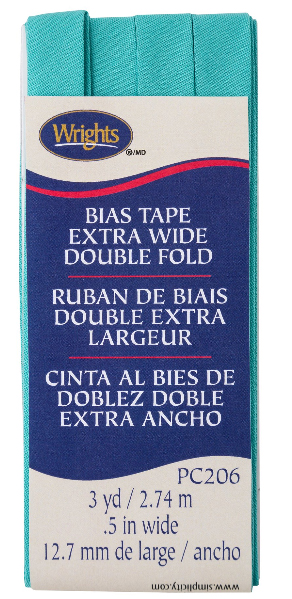 Wrights
®/MD
BIAS TAPE
EXTRA WIDE
DOUBLE FOLD
RUBAN DE BIAIS
DOUBLE EXTRA
LARGEUR
CINTA AL BIES DE
DOBLEZ DOBLE
EXTRA ANCHO
PC206
3 yd / 2.74 m
.5 in wide
12.7 mm de large / ancho
www.simplicity.com